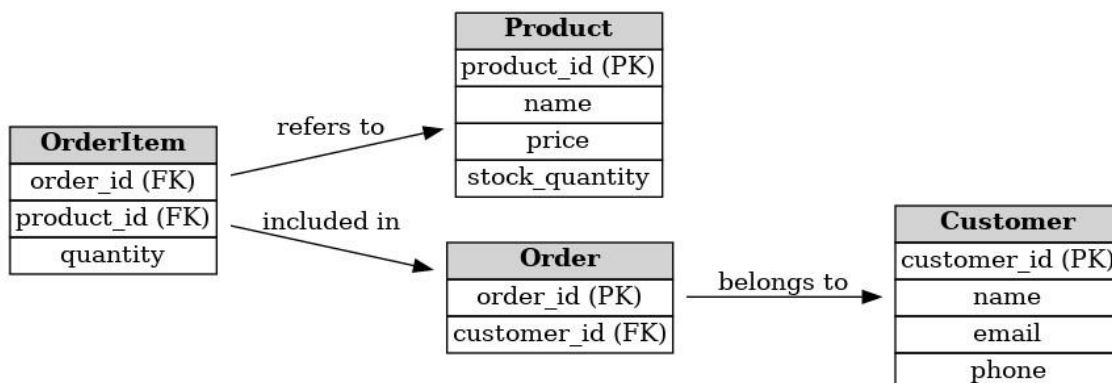 Product
product_id (PK)
name
price
stock_quantity
refers to
OrderItem
order_id (FK)
product_id (FK)
quantity
included in
Order
order_id (PK)
customer_id (FK)
belongs to
Customer
customer_id (PK)
name
email
phone